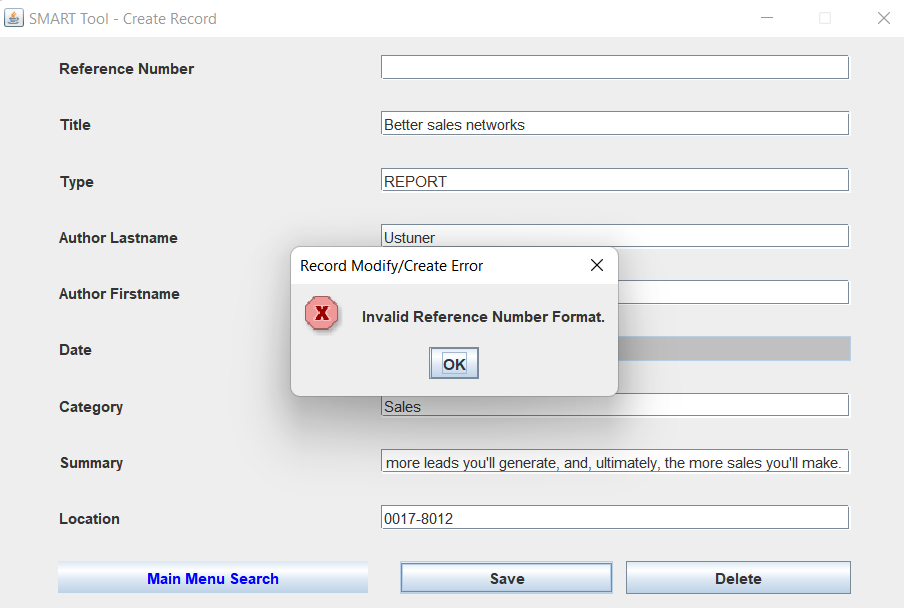 SMART Tool - Create Record
Reference Number
Title
Better sales networks
Type
REPORT
Author Lastname
Ustuner
Record Modify/Create Error
Author Firstname
X
Invalid Reference Number Format.
Date
OK
Category
Sales
Summary
more leads you'll generate, and, ultimately, the more sales you'll make.
Location
0017-8012
Main Menu Search
Save
Delete